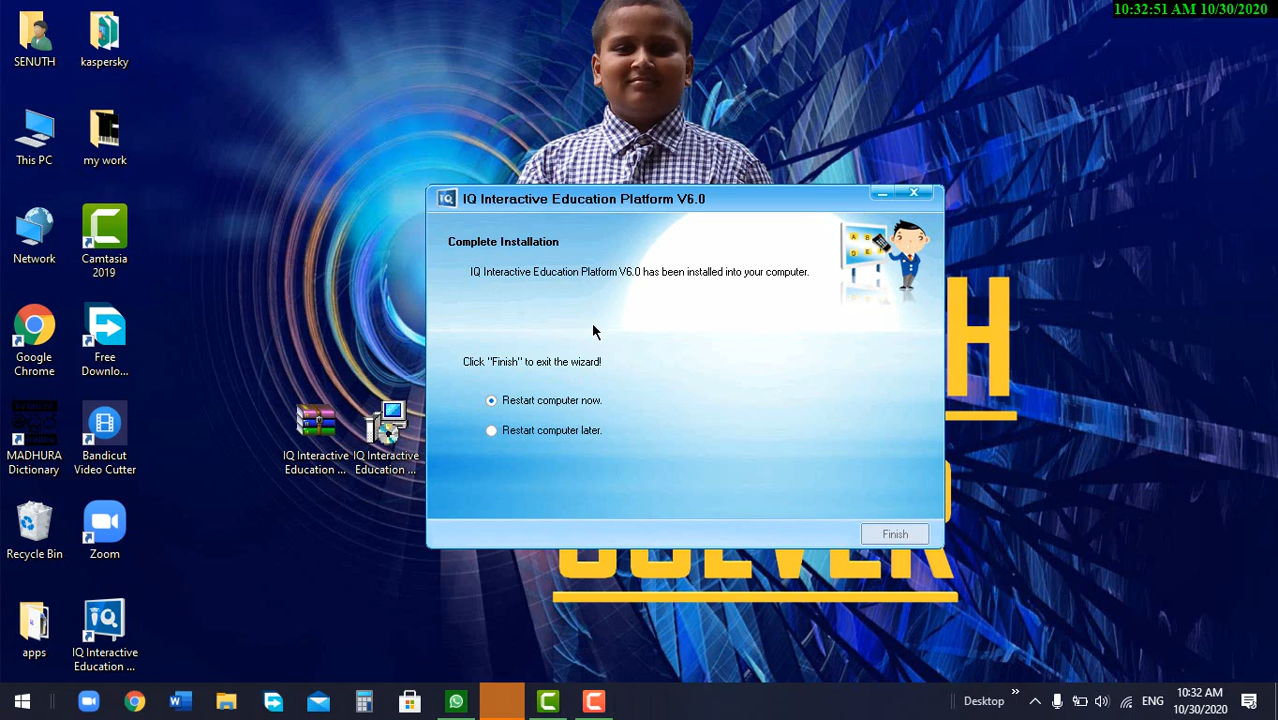 10:32:51 AM 10/30/2020
SENUTH
kaspersky
This PC
my work
Network
Camtasia
2019
Google
Chrome
Free
Downlo...
MADHURA
Dictionary
Bandicut
Video Cutter
Recycle Bin
Zoom
apps
IQ Interactive
Education ...
IQ Interactive
Education ...
IQ Interactive
Education ...
IQ Interactive Education Platform V6.0
Complete Installation
IQ Interactive Education Platform V6.0 has been installed into your computer.
Click "Finish" to exit the wizard!
Restart computer now.
Restart computer later.
Finish
H
Desktop
ENG
10:32 AM
10/30/2020